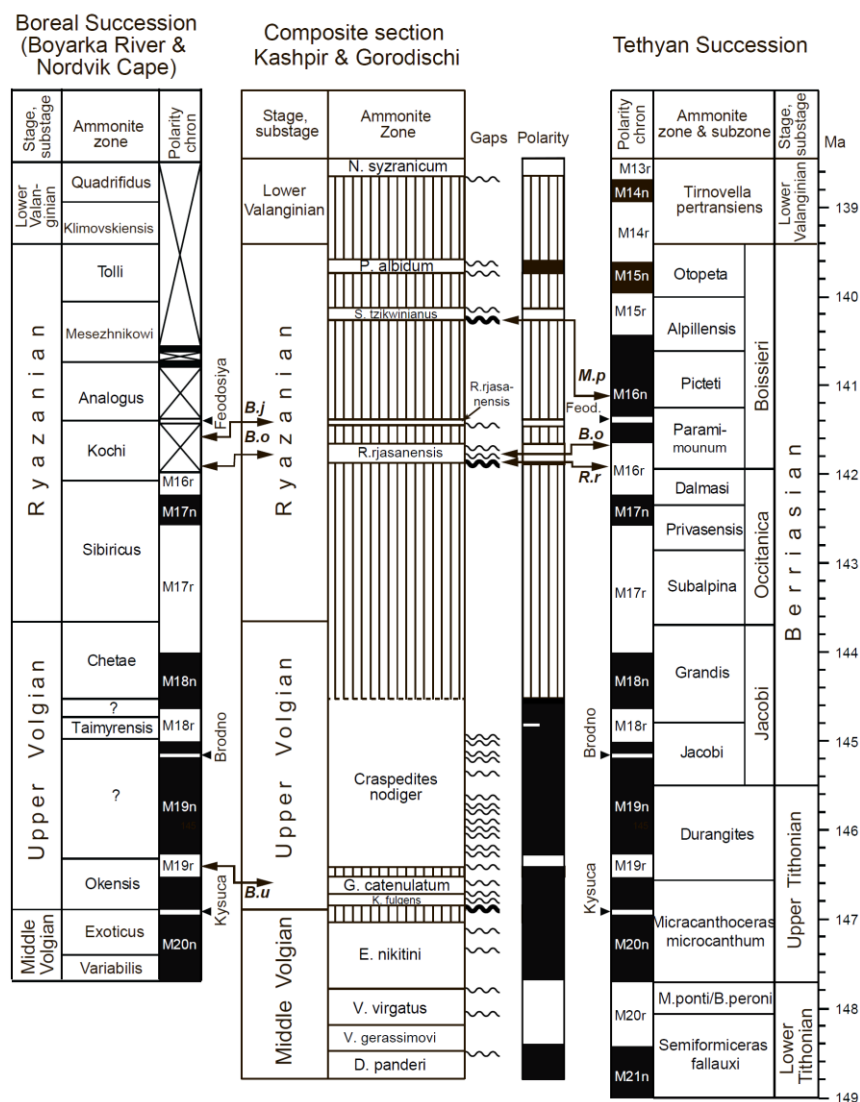 Boreal Succession
(Boyarka River &
Nordvik Cape)
Stage,
substage
Ammonite
zone
Polarity
chron
Lower
Valan-
ginian
Quadrifidus
Klimovskiensis
Ryazanian
Tolli
Mesezhnikowi
Analogus
Kochi
Sibiricus
Upper Volgian
Chetae
?
Taimyrensis
?
Okensis
Middle
Volgian
Exoticus
Variabilis
M16r
M17n
M17r
M18n
M18r
M19n
M19r
M20n
Feodosiya
Brodno
Kysuca
B.j
B.o
B.u
Composite section
Kashpir & Gorodischi
Stage,
substage
Ammonite
Zone
Gaps
Polarity
Lower
Valanginian
Ryazanian
Upper Volgian
Middle Volgian
N. syzranicum
P. albidum
S. tzikwinianus
R.rjasa-
nensis
R.rjasanensis
Craspedites
nodiger
G. catenulatum
K. fulgens
E. nikitini
V. virgatus
V. gerassimovi
D. panderi
M.p
Feod.
B.o
R.r
Brodno
Kysuca
Tethyan Succession
Polarity
chron
Ammonite
zone & subzone
Stage,
substage
Ma
M13r
M14n
M14r
M15n
M15r
M16n
M16r
M17n
M17r
M18n
M18r
M19n
M19r
M20n
M20r
M21n
Tirnovella
pertransiens
Otopeta
Alpillensis
Picteti
Parami-
mounum
Dalmasi
Privasensis
Subalpina
Grandis
Jacobi
Durangites
Micracanthoceras
microcanthum
M.ponti/B.peroni
Semiformiceras
fallauxi
Boissieri
Occitanica
Jacobi
Lower
Valanginian
Berriasian
Upper Tithonian
Lower
Tithonian
139
140
141
142
143
144
145
146
147
148
149